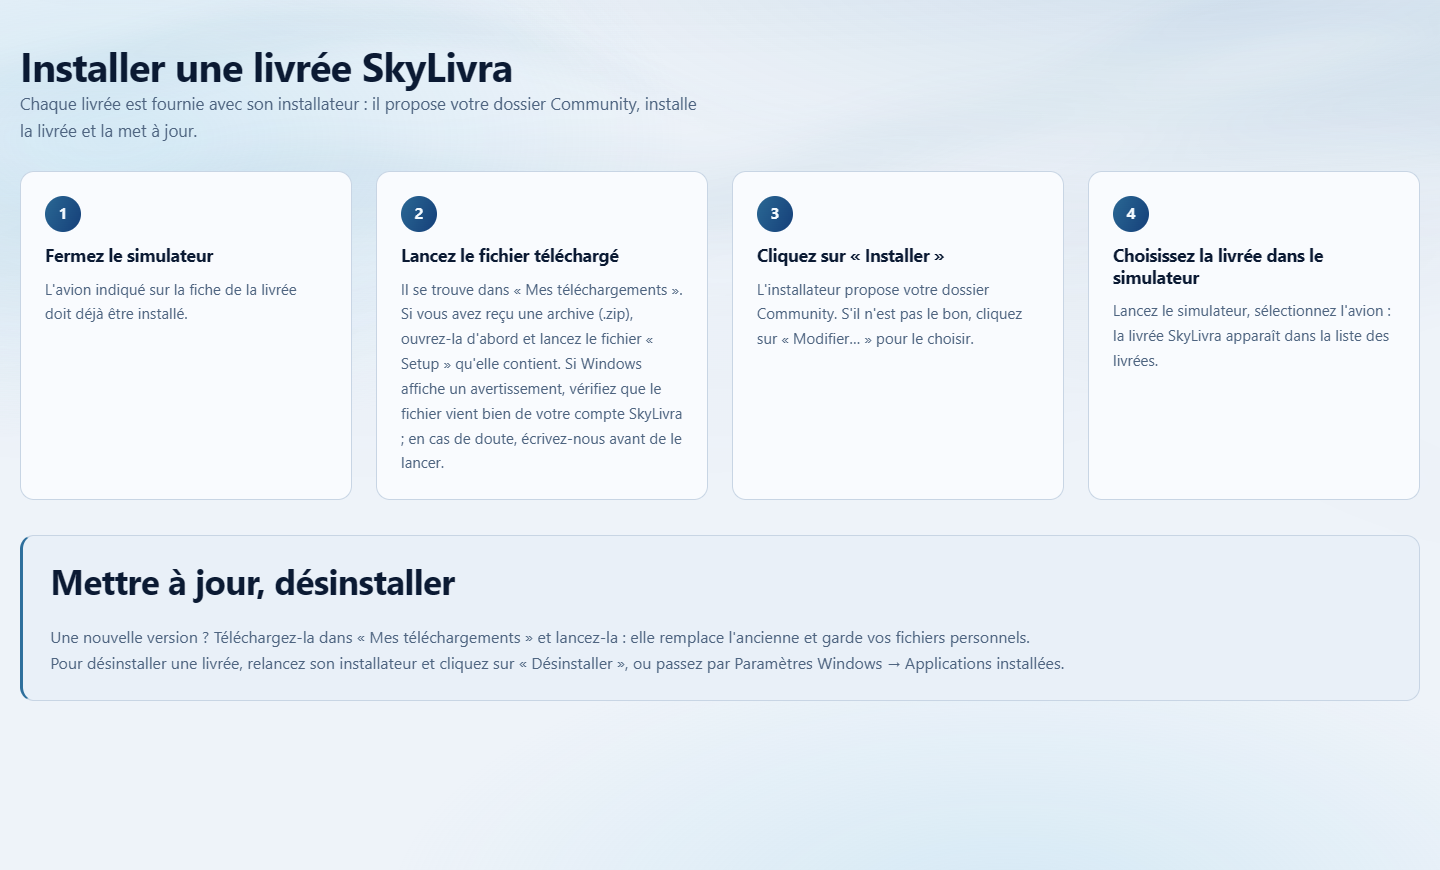 Installer une livrée SkyLivra
Chaque livrée est fournie avec son installateur : il propose votre dossier Community, installe
la livrée et la met à jour.
1
Fermez le simulateur
L'avion indiqué sur la fiche de la livrée
doit déjà être installé.
2
Lancez le fichier téléchargé
Il se trouve dans « Mes téléchargements ».
Si vous avez reçu une archive (.zip),
ouvrez-la d'abord et lancez le fichier «
Setup » qu'elle contient. Si Windows
affiche un avertissement, vérifiez que le
fichier vient bien de votre compte SkyLivra
; en cas de doute, écrivez-nous avant de le
lancer.
3
Cliquez sur « Installer »
L'installateur propose votre dossier
Community. S'il n'est pas le bon, cliquez
sur « Modifier... » pour le choisir.
4
Choisissez la livrée dans le
simulateur
Lancez le simulateur, sélectionnez l'avion :
la livrée SkyLivra apparaît dans la liste des
livrées.
Mettre à jour, désinstaller
Une nouvelle version ? Téléchargez-la dans « Mes téléchargements » et lancez-la : elle remplace l'ancienne et garde vos fichiers personnels.
Pour désinstaller une livrée, relancez son installateur et cliquez sur « Désinstaller », ou passez par Paramètres Windows → Applications installées.